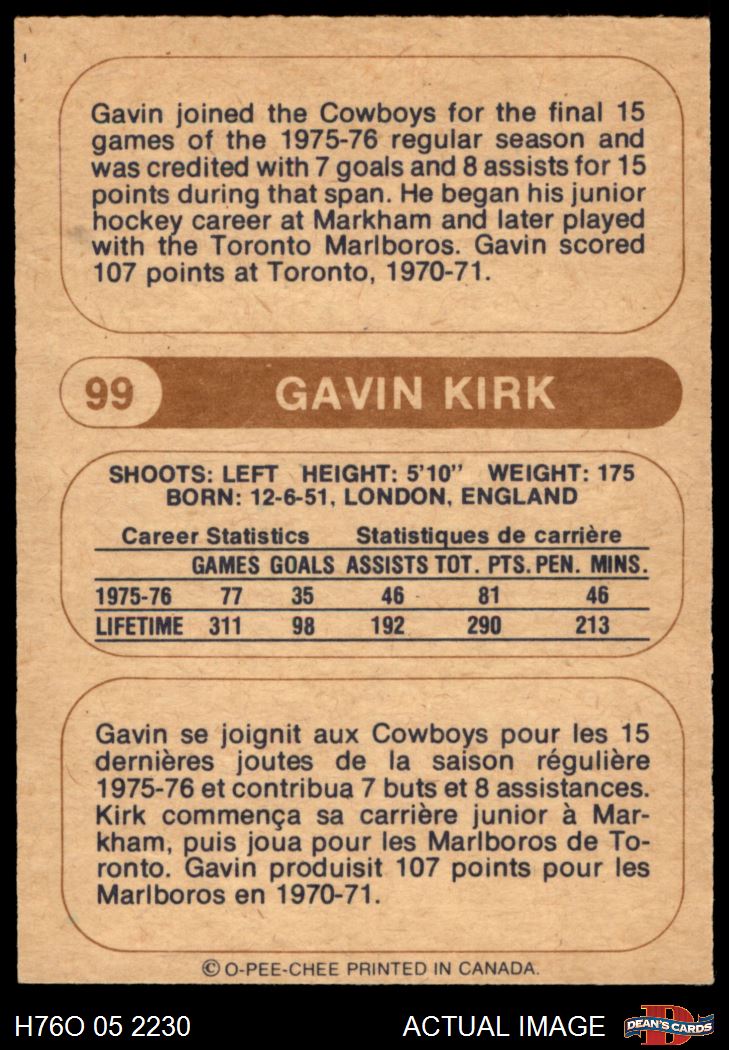 Gavin joined the Cowboys for the final 15
games of the 1975-76 regular season and
was credited with 7 goals and 8 assists for 15
points during that span. He began his junior
hockey career at Markham and later played
with the Toronto Marlboros. Gavin scored
107 points at Toronto, 1970-71.
99 GAVIN KIRK
SHOOTS: LEFT HEIGHT: 5'10" WEIGHT: 175
BORN: 12-6-51, LONDON, ENGLAND
Career Statistics Statistiques de carrière
GAMES GOALS ASSISTS TOT. PTS. PEN. MINS.
1975-76 77 35 46 81 46
LIFETIME 311 98 192 290 213
Gavin se joignit aux Cowboys pour les 15
dernières joutes de la saison régulière
1975-76 et contribua 7 buts et 8 assistances.
Kirk commença sa carrière junior à Mar-
kham, puis joua pour les Marlboros de To-
ronto. Gavin produisit 107 points pour les
Marlboros en 1970-71.
© O-PEE-CHEE PRINTED IN CANADA.
H76O 05 2230 ACTUAL IMAGE D DEAN'S CARDS